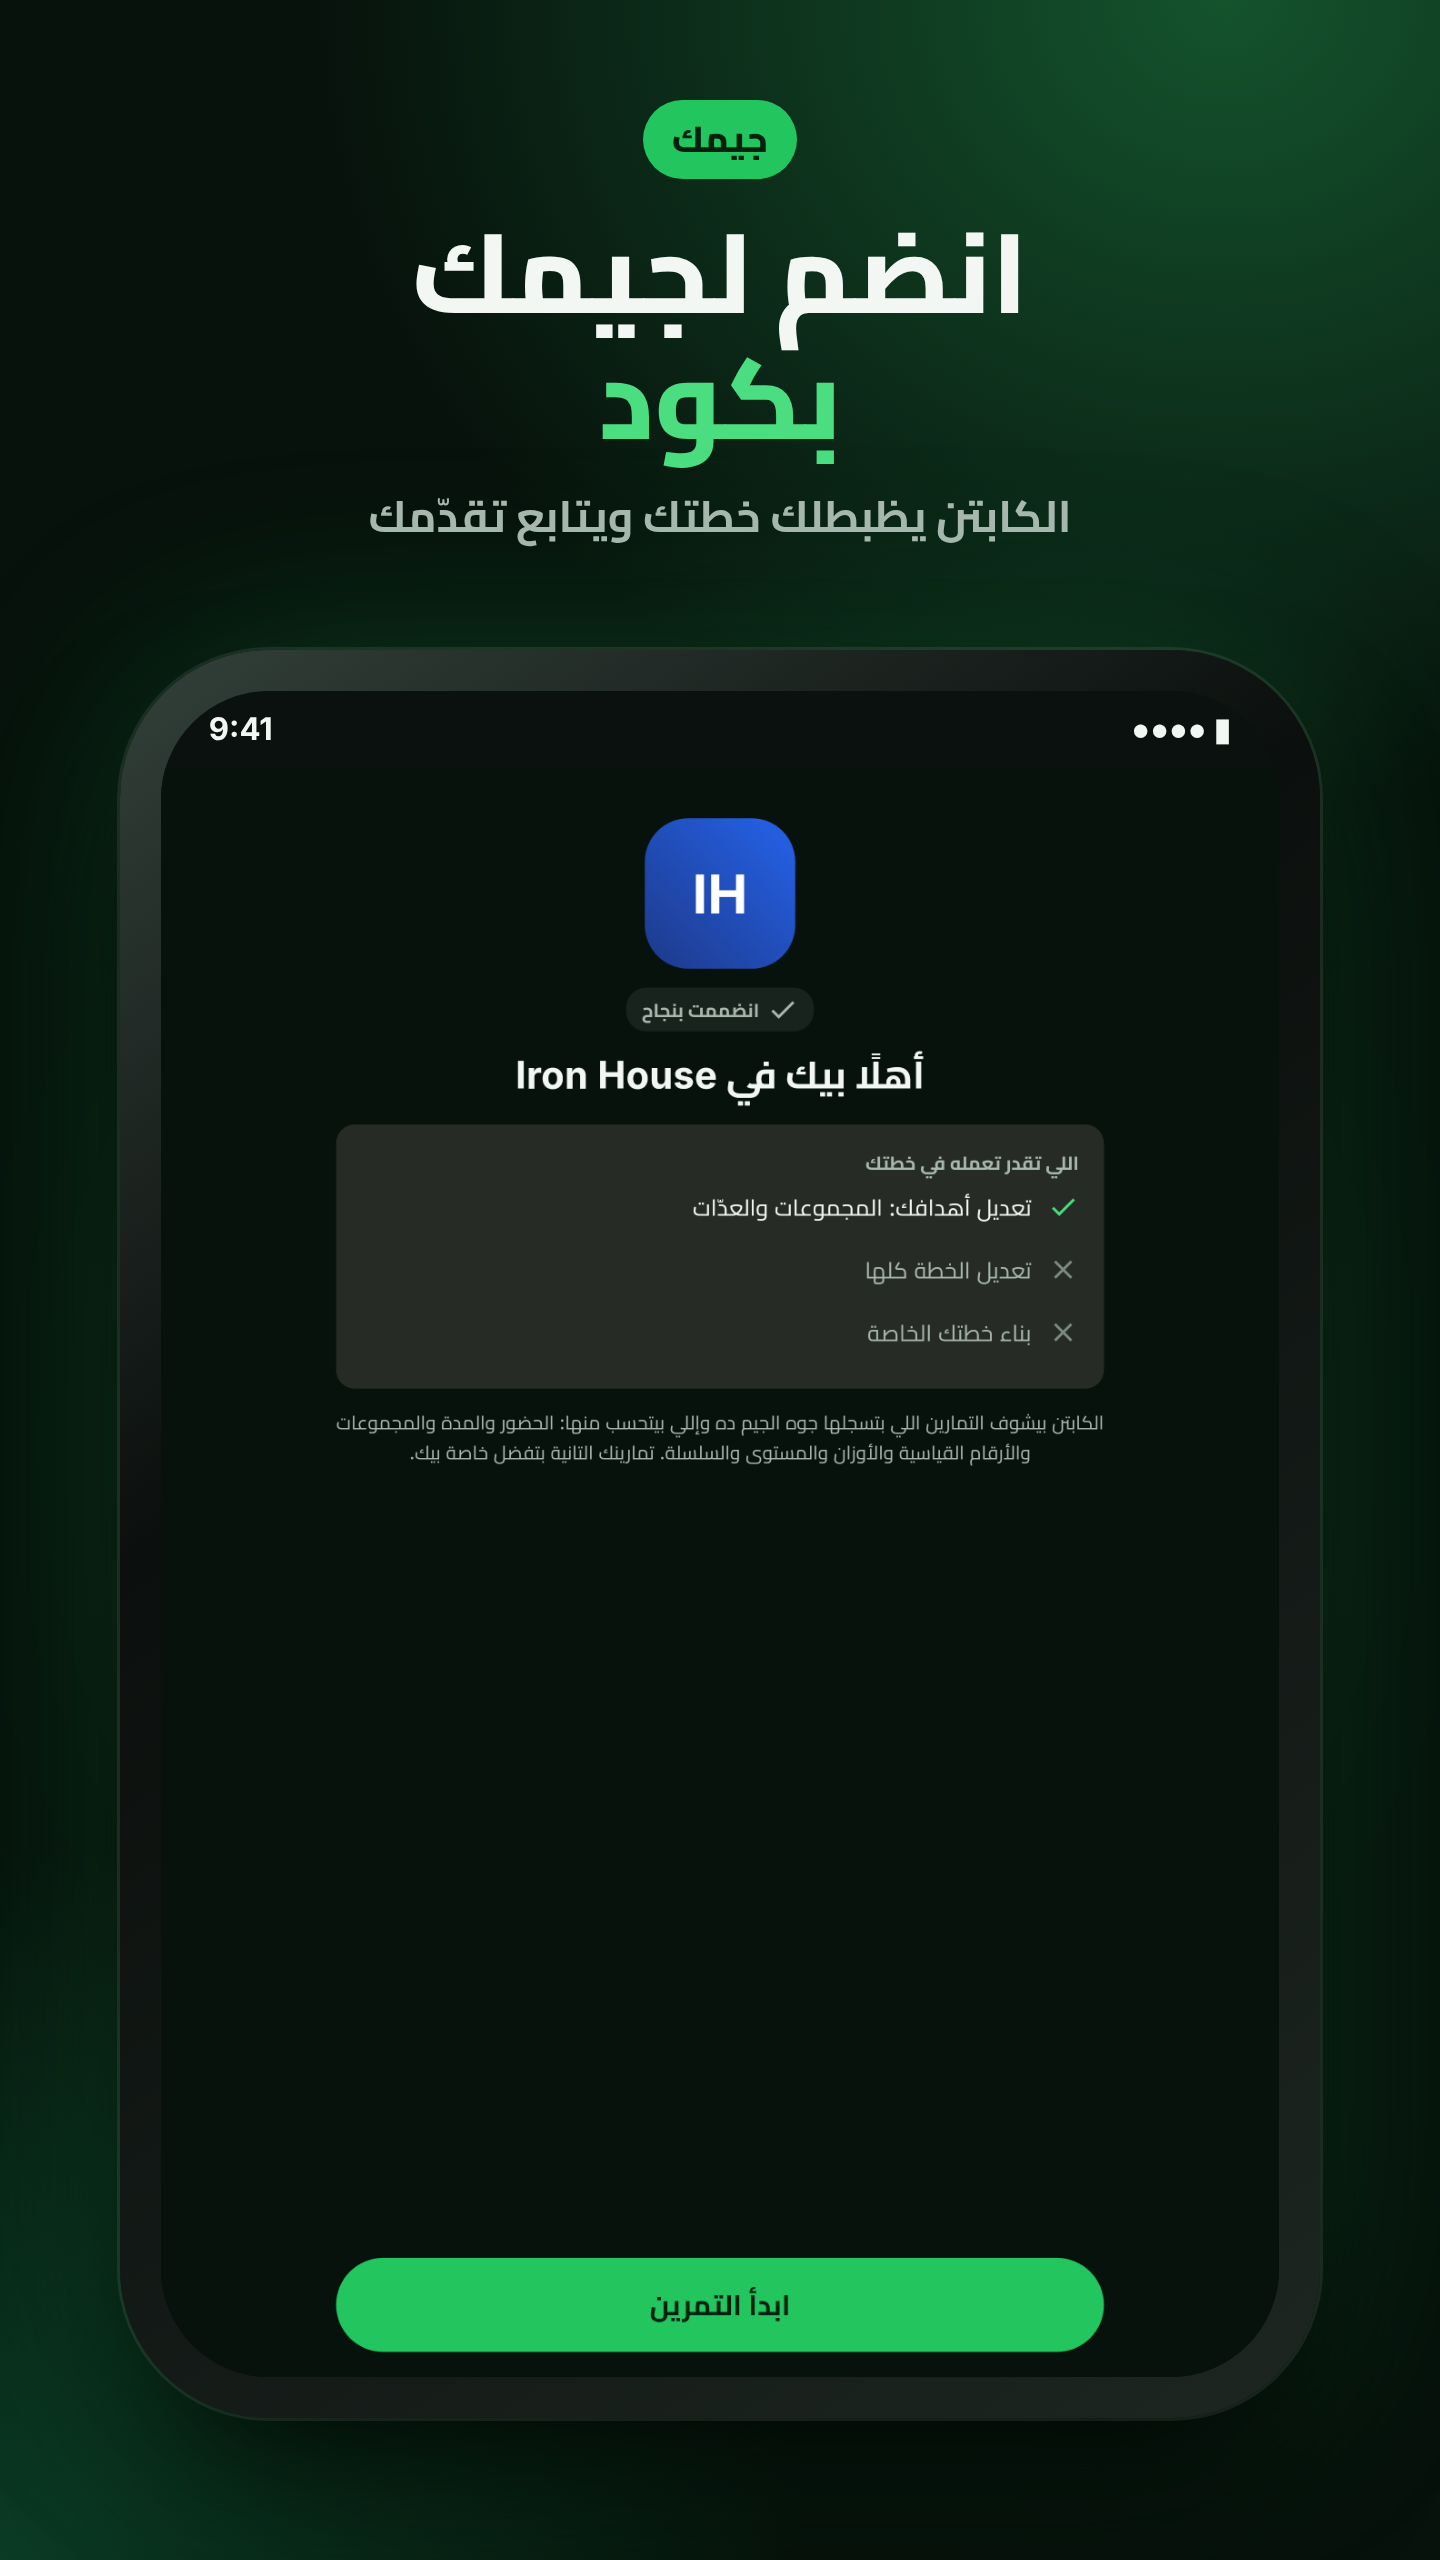 جيمك
انضم لجيمك
بكود
الكابتن يظبطلك خطتك ويتابع تقدّمك
9:41
IH
انضممت بنجاح
أهلًا بيك في Iron House
اللي تقدر تعمله في خطتك
تعديل أهدافك: المجموعات والعدّات
تعديل الخطة كلها
بناء خطتك الخاصة
الكابتن بيشوف التمارين اللي بتسجلها جوه الجيم ده وإللي بيتحسب منها: الحضور والمدة والمجموعات
والأرقام القياسية والأوزان والمستوى والسلسلة. تمارينك التانية بتفضل خاصة بيك.
ابدأ التمرين